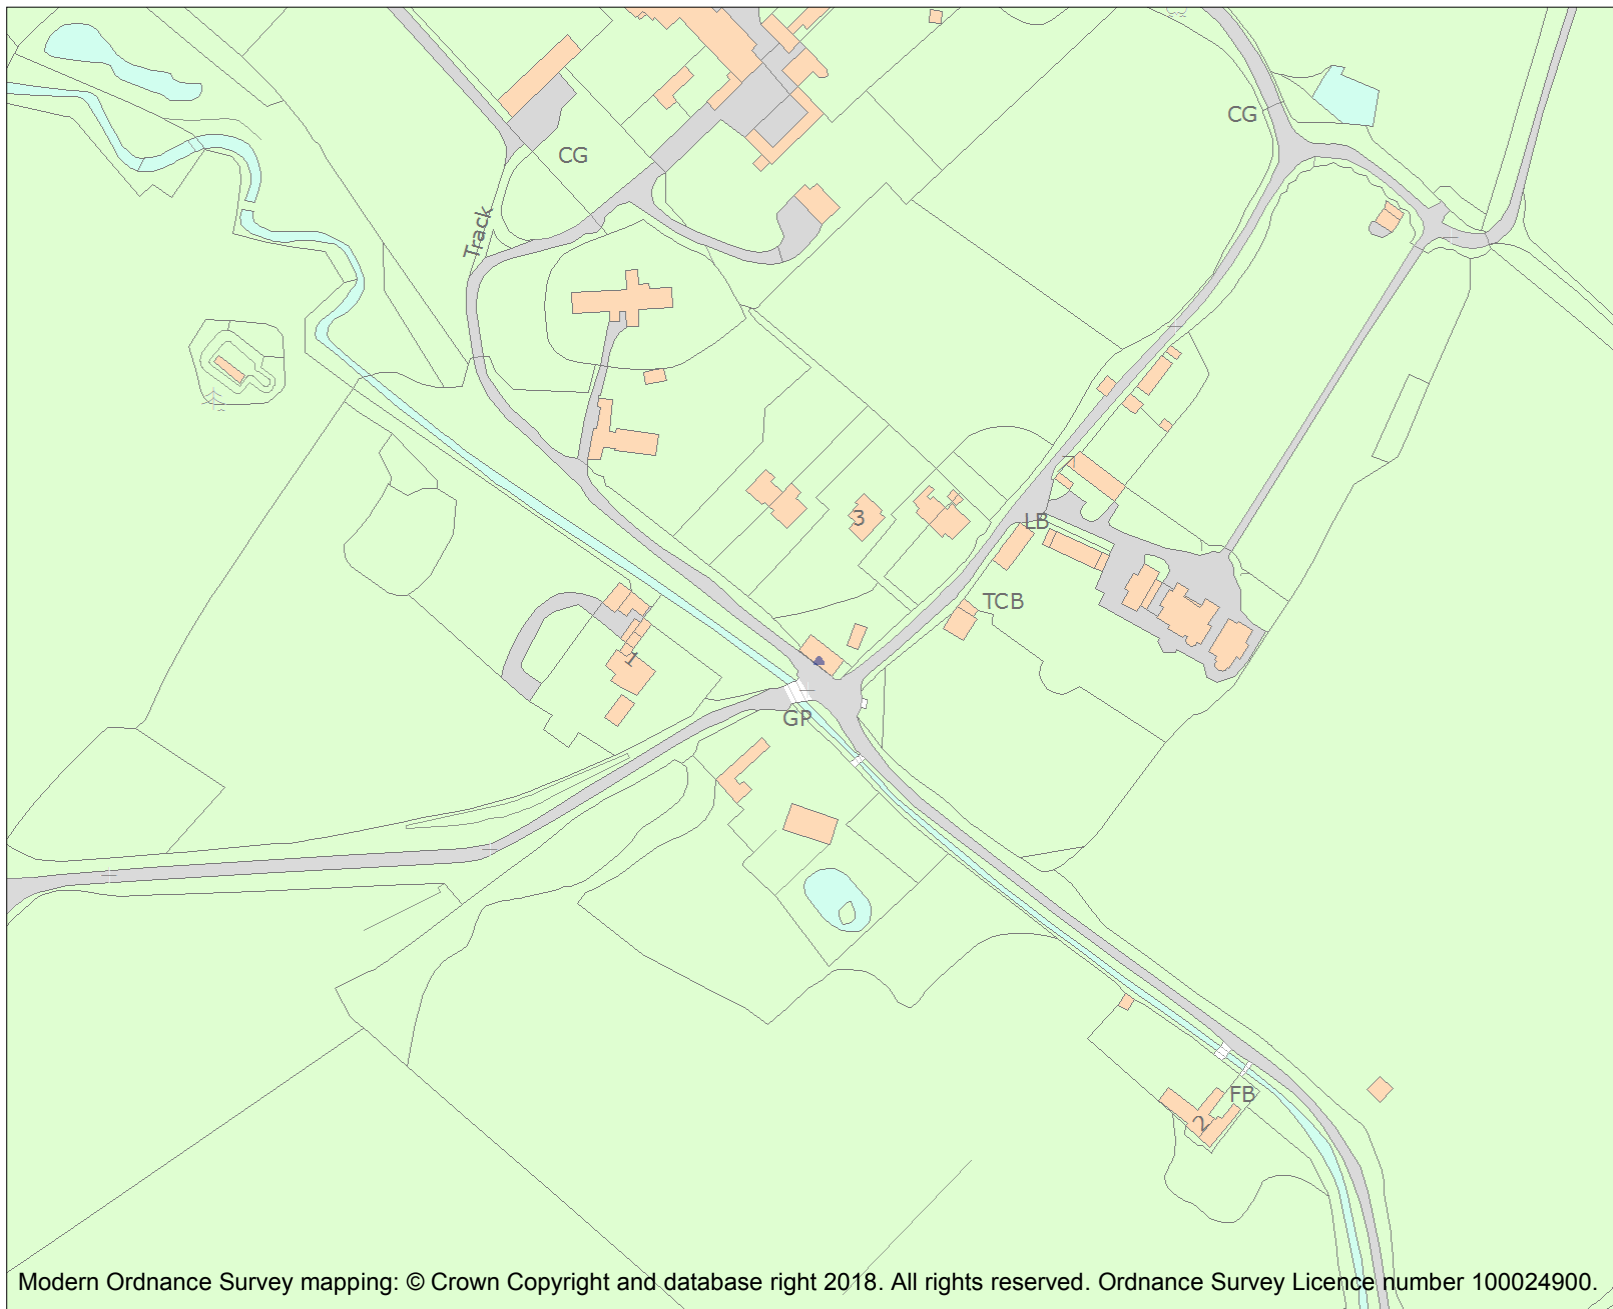 CG
CG
Track
3
LB
TCB
1
GP
FB
2
Modern Ordnance Survey mapping: © Crown Copyright and database right 2018. All rights reserved. Ordnance Survey Licence number 100024900.